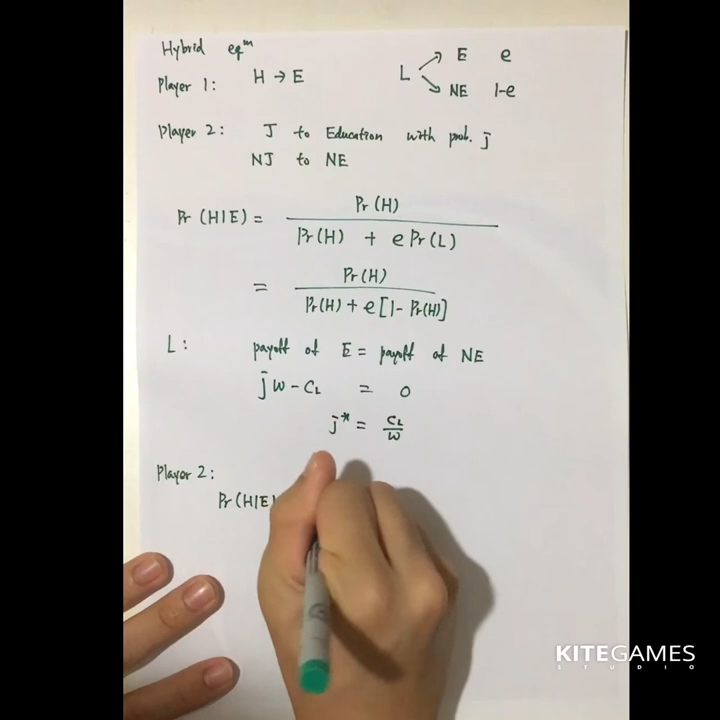 Hybrid eqᵐ
Player 1: H → E
L → E e
→ NE 1-e
Player 2: J to Education with prob. j
NJ to NE
Pr (H|E) = Pr (H) / Pr (H) + e Pr (L)
= Pr (H) / Pr (H) + e [1 - Pr (H)]
L: payoff of E = payoff of NE
jw - CL = 0
j* = CL / w
Player 2:
Pr (H|E)
KITEGAMES
STUDIO